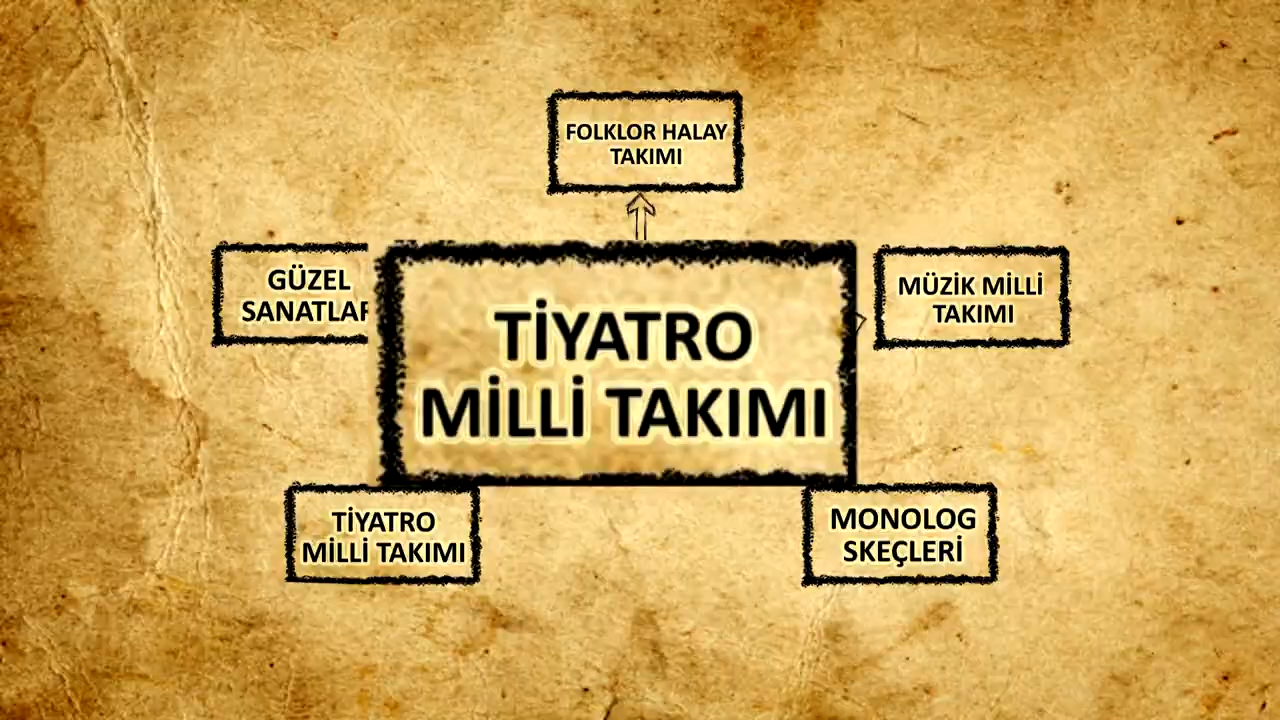 FOLKLOR HALAY
TAKIMI
GÜZEL
SANATLAR
MÜZİK MİLLİ
TAKIMI
TİYATRO
MİLLİ TAKIMI
TİYATRO
MİLLİ TAKIMI
MONOLOG
SKEÇLERİ